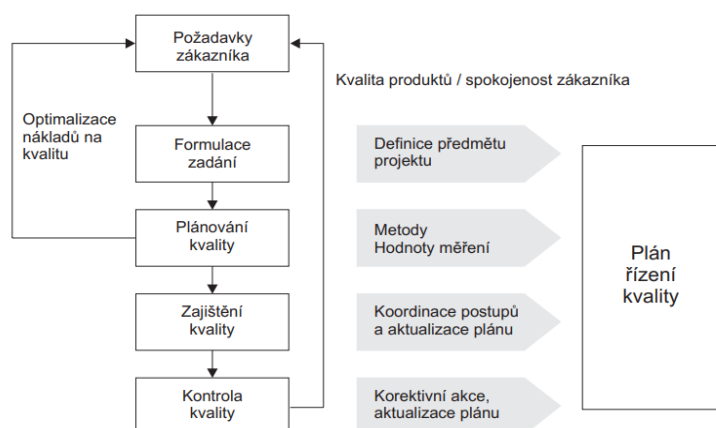 Požadavky
zákazníka
Kvalita produktů / spokojenost zákazníka
Optimalizace
nákladů na
kvalitu
Formulace
zadání
Definice předmětu
projektu
Plánování
kvality
Metody
Hodnoty měření
Plán
řízení
kvality
Zajištění
kvality
Koordinace postupů
a aktualizace plánu
Kontrola
kvality
Korektivní akce,
aktualizace plánu